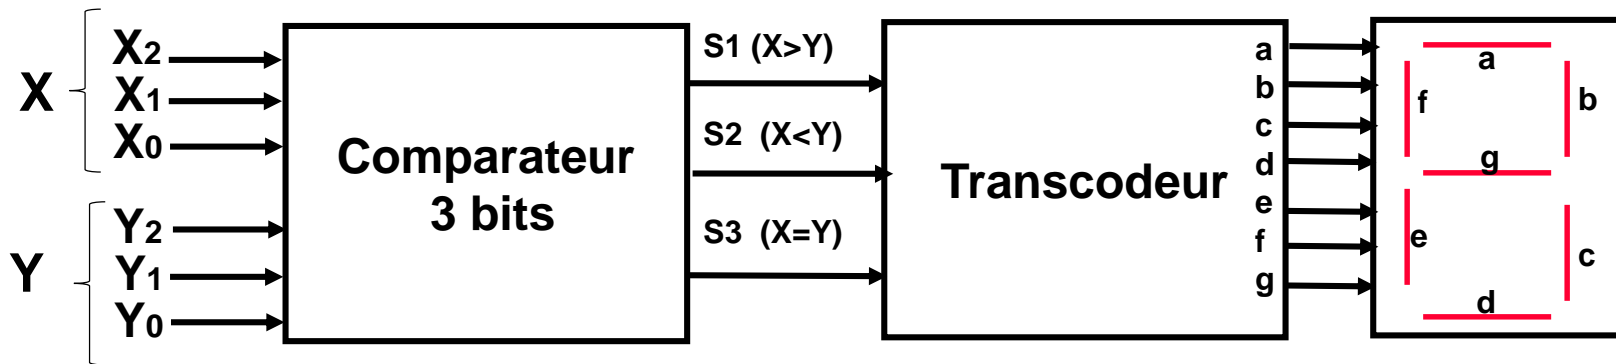 X
X2
X1
X0
Y
Y2
Y1
Y0
Comparateur
3 bits
S1 (X>Y)
S2 (X<Y)
S3 (X=Y)
Transcodeur
a
b
c
d
e
f
g
a
f
b
g
e
c
d